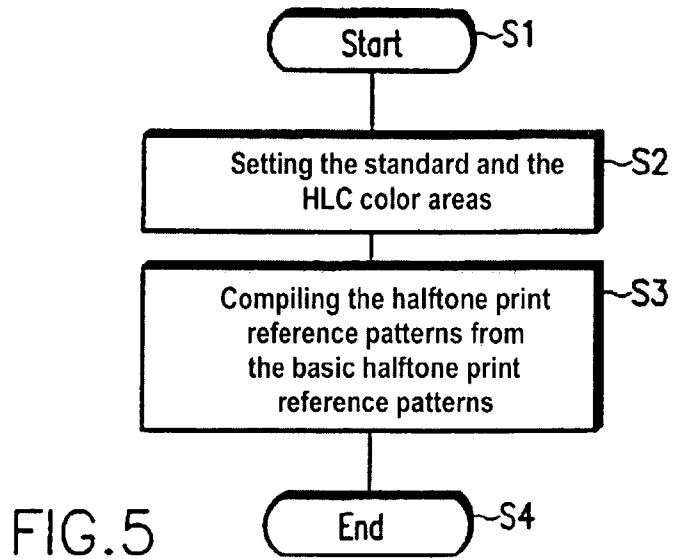 Start
S1
Setting the standard and the
HLC color areas
S2
Compiling the halftone print
reference patterns from
the basic halftone print
reference patterns
S3
End
S4
FIG.5